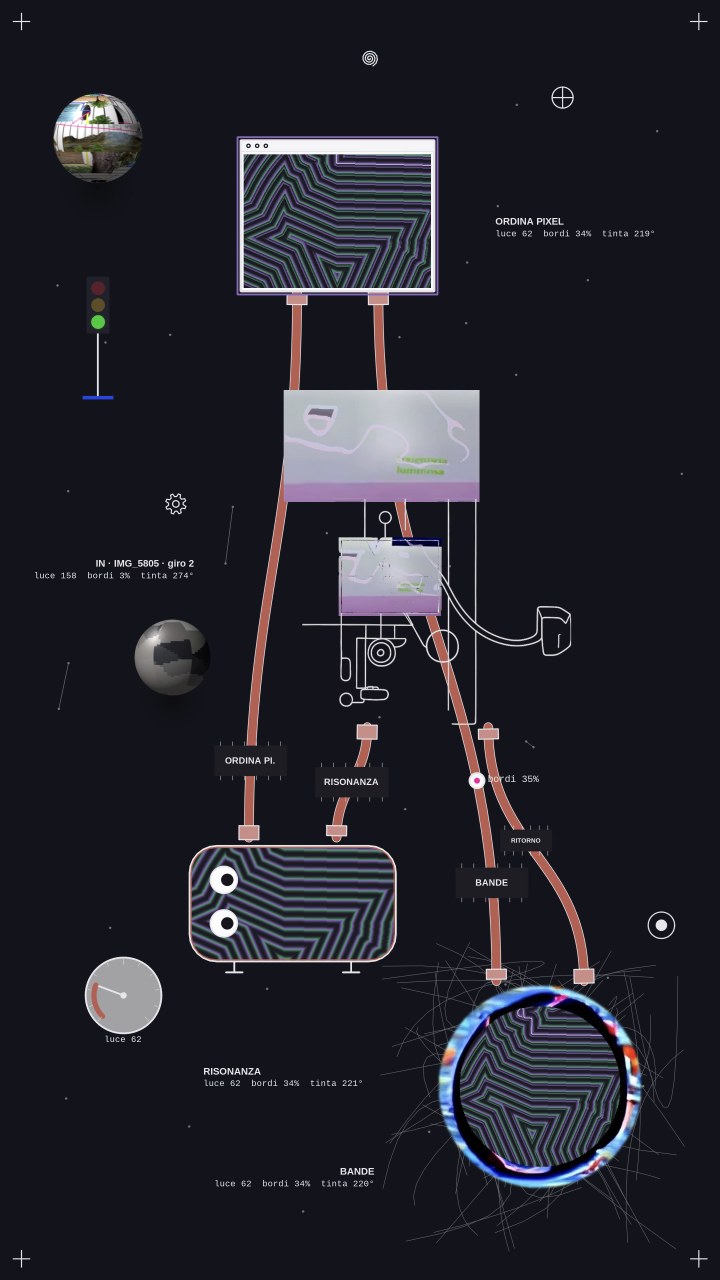 ORDINA PIXEL
luce 62  bordi 34%  tinta 219°
luminosa
IN · IMG_5805 · giro 2
luce 158  bordi 3%  tinta 274°
ORDINA PI.
RISONANZA
bordi 35%
RITORNO
BANDE
luce 62
RISONANZA
luce 62  bordi 34%  tinta 221°
BANDE
luce 62  bordi 34%  tinta 220°